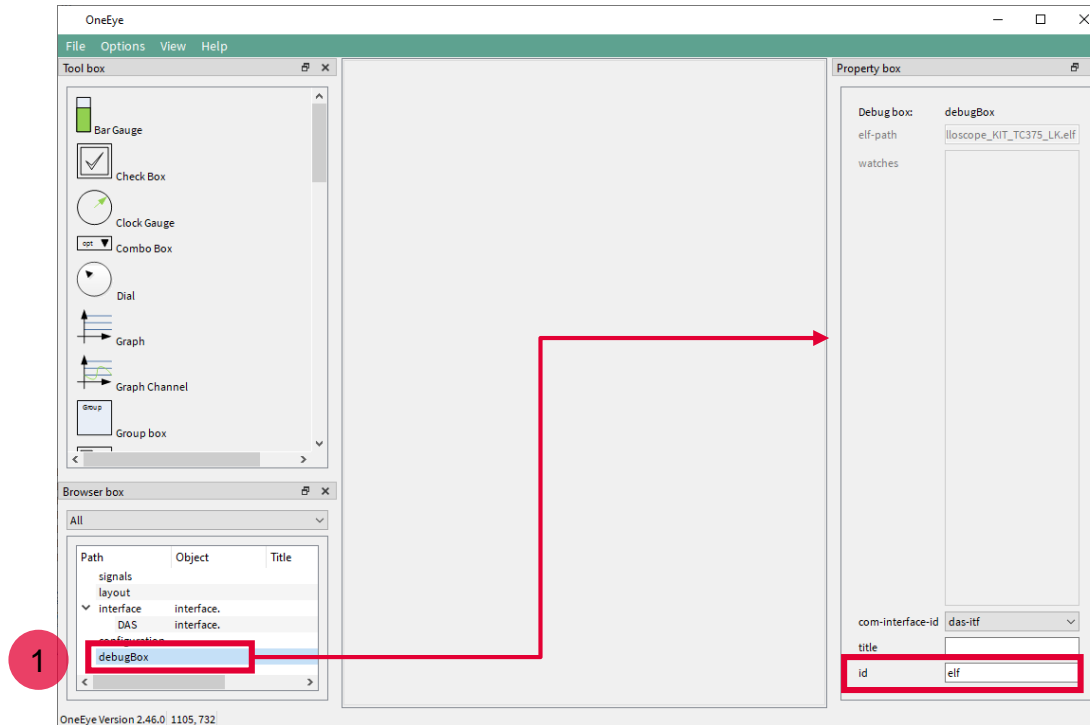 OneEye
File Options View Help
Tool box
Bar Gauge
Check Box
Clock Gauge
opt
Combo Box
Dial
Graph
Graph Channel
Group
Group box
Browser box
All
Path Object Title
signals
layout
interface interface.
DAS interface.
configuration
debugBox
1
OneEye Version 2.46.0 1105, 732
Property box
Debug box: debugBox
elf-path lloscope_KIT_TC375_LK.elf
watches
com-interface-id das-itf
title
id elf